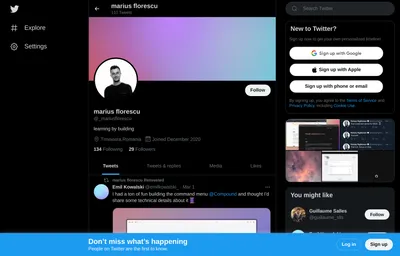 marius florescu
Explore
Settings
Follow
marius florescu
learning by building
Timisoara, Romania Joined December 2020
134 Following 29 Followers
Tweets Tweets & replies Media Likes
marius florescu Retweeted
Emil Kowalski @emilkowalski_ · Mar 1
I had a ton of fun building the command menu @Compound and thought I'd
share some technical details about it
Search Twitter
New to Twitter?
Sign up now to get your own personalized timeline!
Sign up with Google
Sign up with Apple
Sign up with phone or email
By signing up, you agree to the Terms of Service and
Privacy Policy, including Cookie Use.
You might like
Guillaume Salles
Follow
Don't miss what's happening
People on Twitter are the first to know.
Log in
Sign up